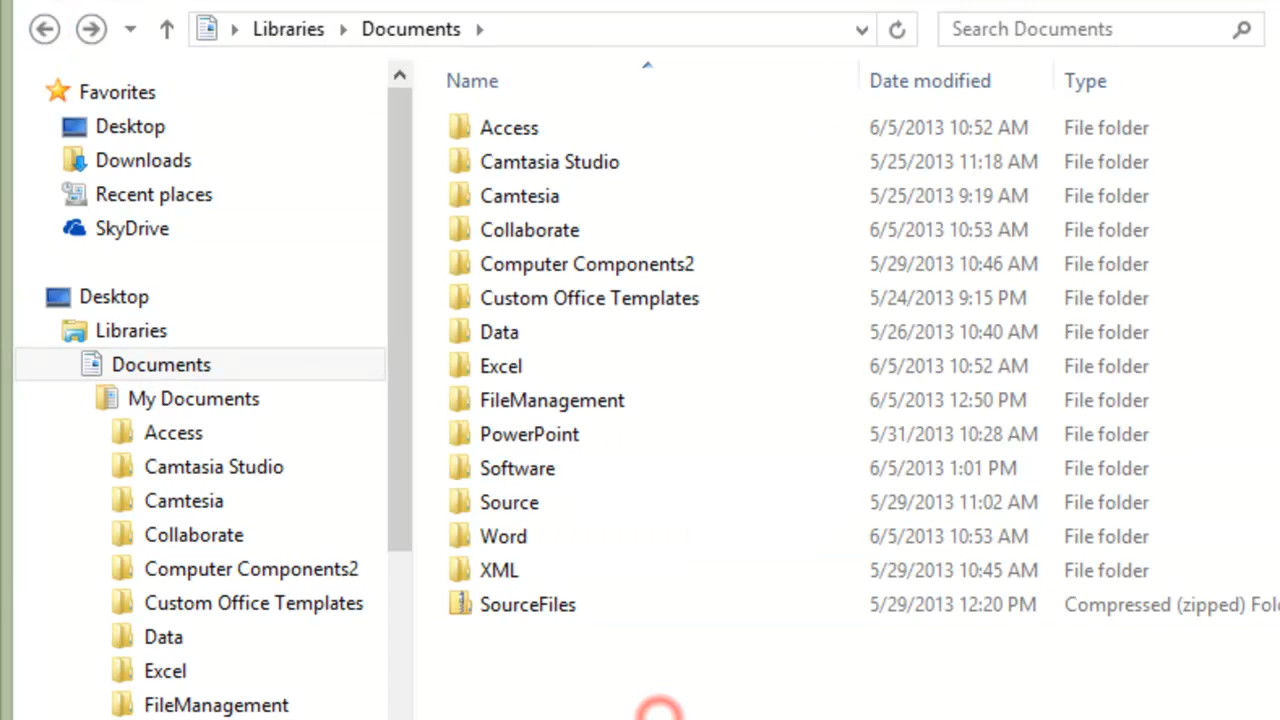 Libraries Documents Search Documents
Favorites
Desktop
Downloads
Recent places
SkyDrive
Desktop
Libraries
Documents
My Documents
Access
Camtasia Studio
Camtesia
Collaborate
Computer Components2
Custom Office Templates
Data
Excel
FileManagement
Name Date modified Type
Access 6/5/2013 10:52 AM File folder
Camtasia Studio 5/25/2013 11:18 AM File folder
Camtesia 5/25/2013 9:19 AM File folder
Collaborate 6/5/2013 10:53 AM File folder
Computer Components2 5/29/2013 10:46 AM File folder
Custom Office Templates 5/24/2013 9:15 PM File folder
Data 5/26/2013 10:40 AM File folder
Excel 6/5/2013 10:52 AM File folder
FileManagement 6/5/2013 12:50 PM File folder
PowerPoint 5/31/2013 10:28 AM File folder
Software 6/5/2013 1:01 PM File folder
Source 5/29/2013 11:02 AM File folder
Word 6/5/2013 10:53 AM File folder
XML 5/29/2013 10:45 AM File folder
SourceFiles 5/29/2013 12:20 PM Compressed (zipped) Fol